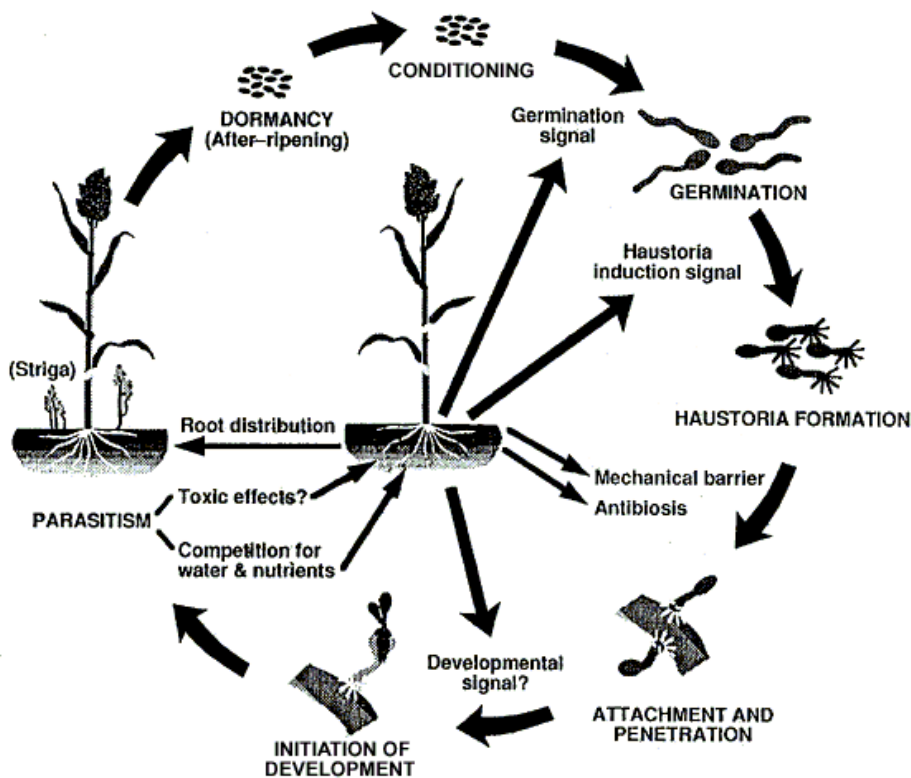 CONDITIONING
DORMANCY
(After-ripening)
Germination
signal
GERMINATION
Haustoria
induction signal
(Striga)
HAUSTORIA FORMATION
Root distribution
Mechanical barrier
Antibiosis
Toxic effects?
PARASITISM
Competition for
water & nutrients
Developmental
signal?
ATTACHMENT AND
PENETRATION
INITIATION OF
DEVELOPMENT